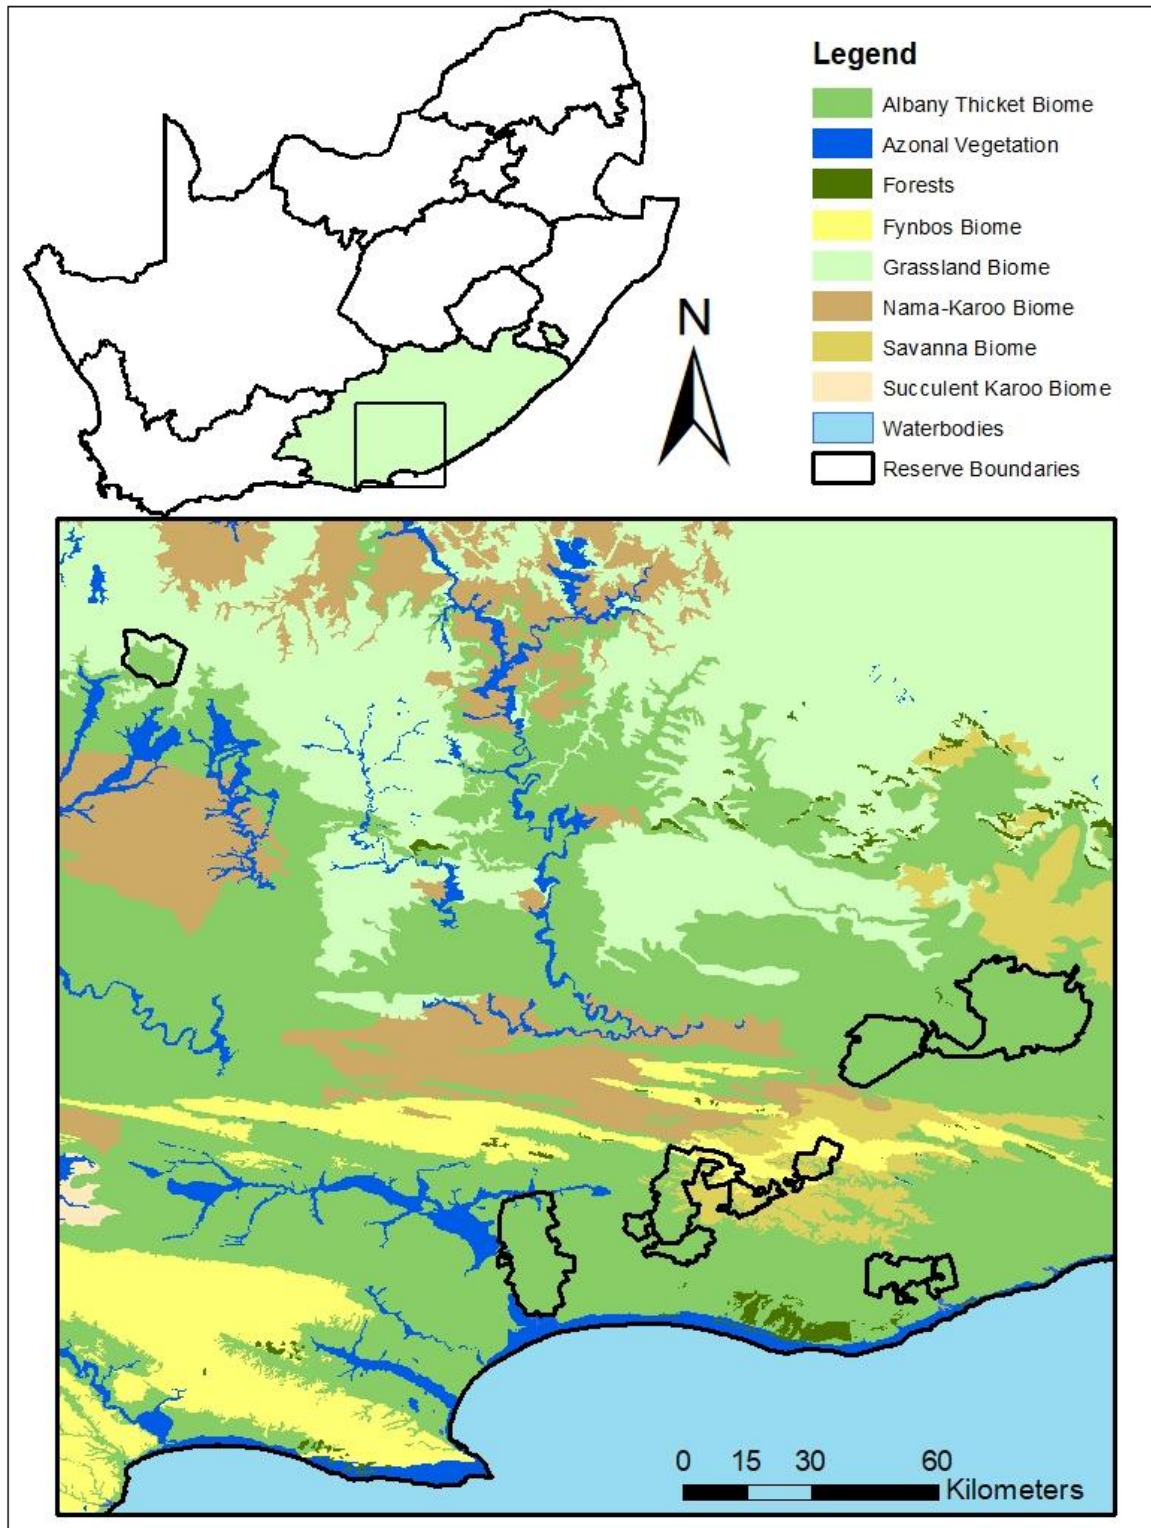 Legend
Albany Thicket Biome
Azonal Vegetation
Forests
Fynbos Biome
Grassland Biome
Nama-Karoo Biome
Savanna Biome
Succulent Karoo Biome
Waterbodies
Reserve Boundaries
N
0 15 30 60
Kilometers